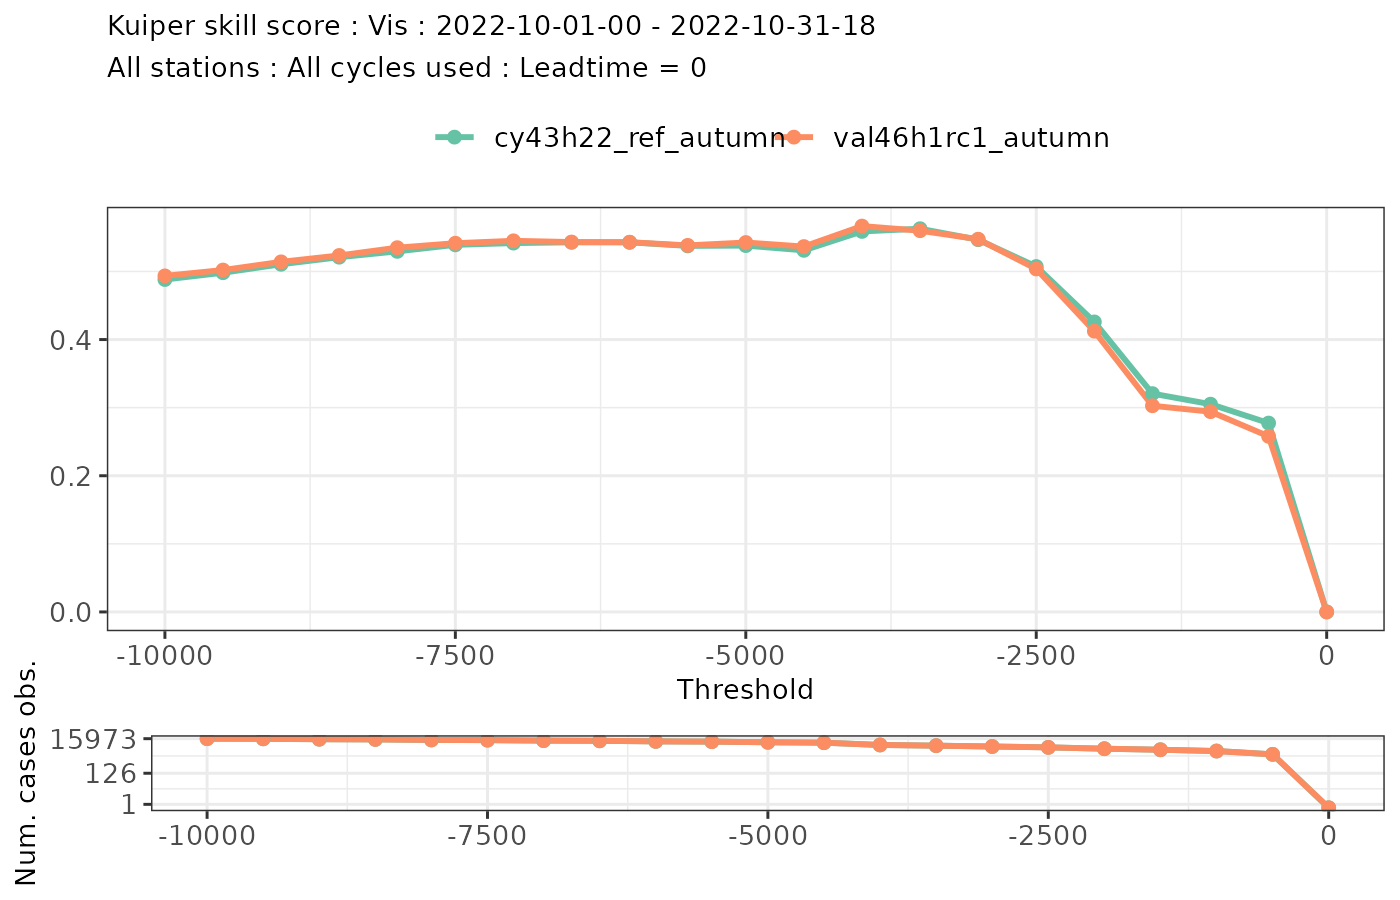 Kuiper skill score : Vis : 2022-10-01-00 - 2022-10-31-18
All stations : All cycles used : Leadtime = 0
cy43h22_ref_autumn val46h1rc1_autumn
0.4
0.2
0.0
-10000 -7500 -5000 -2500 0
Threshold
Num. cases obs.
15973
126
1
-10000 -7500 -5000 -2500 0